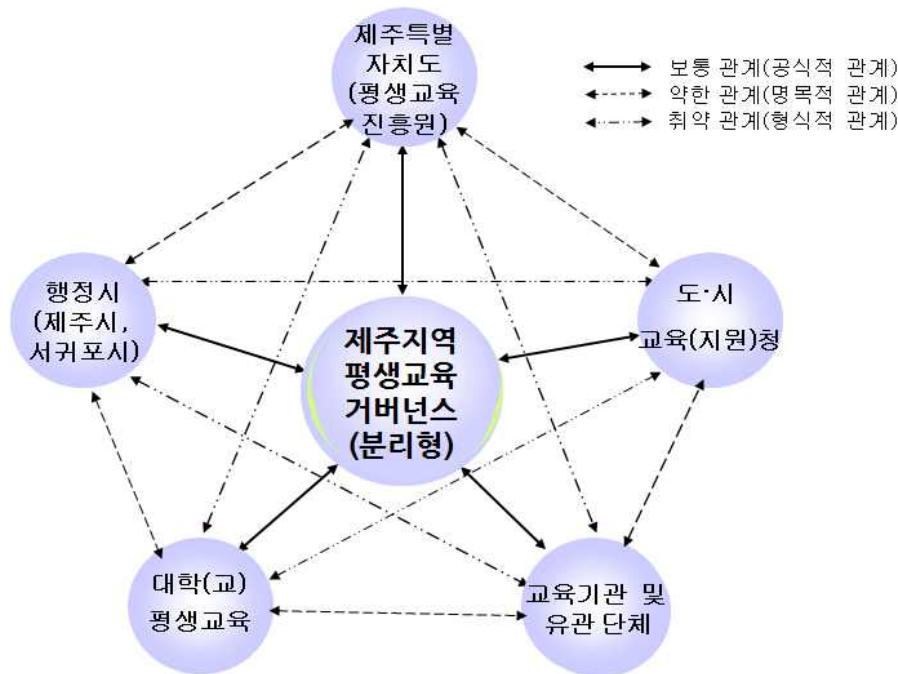 제주특별
자치도
(평생교육
진흥원)
보통 관계(공식적 관계)
약한 관계(명목적 관계)
취약 관계(형식적 관계)
행정시
(제주시,
서귀포시)
도·시
교육(지원)청
제주지역
평생교육
거버넌스
(분리형)
대학(교)
평생교육
교육기관 및
유관 단체